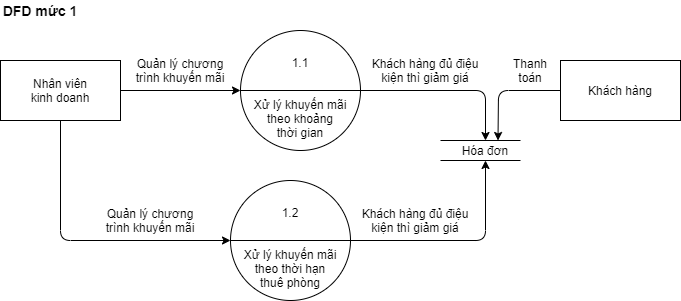 DFD mức 1
Nhân viên
kinh doanh
Quản lý chương
trình khuyến mãi
1.1
Xử lý khuyến mãi
theo khoảng
thời gian
Khách hàng đủ điệu
kiện thì giảm giá
Thanh
toán
Khách hàng
Hóa đơn
Quản lý chương
trình khuyến mãi
1.2
Xử lý khuyến mãi
theo thời hạn
thuê phòng
Khách hàng đủ điệu
kiện thì giảm giá